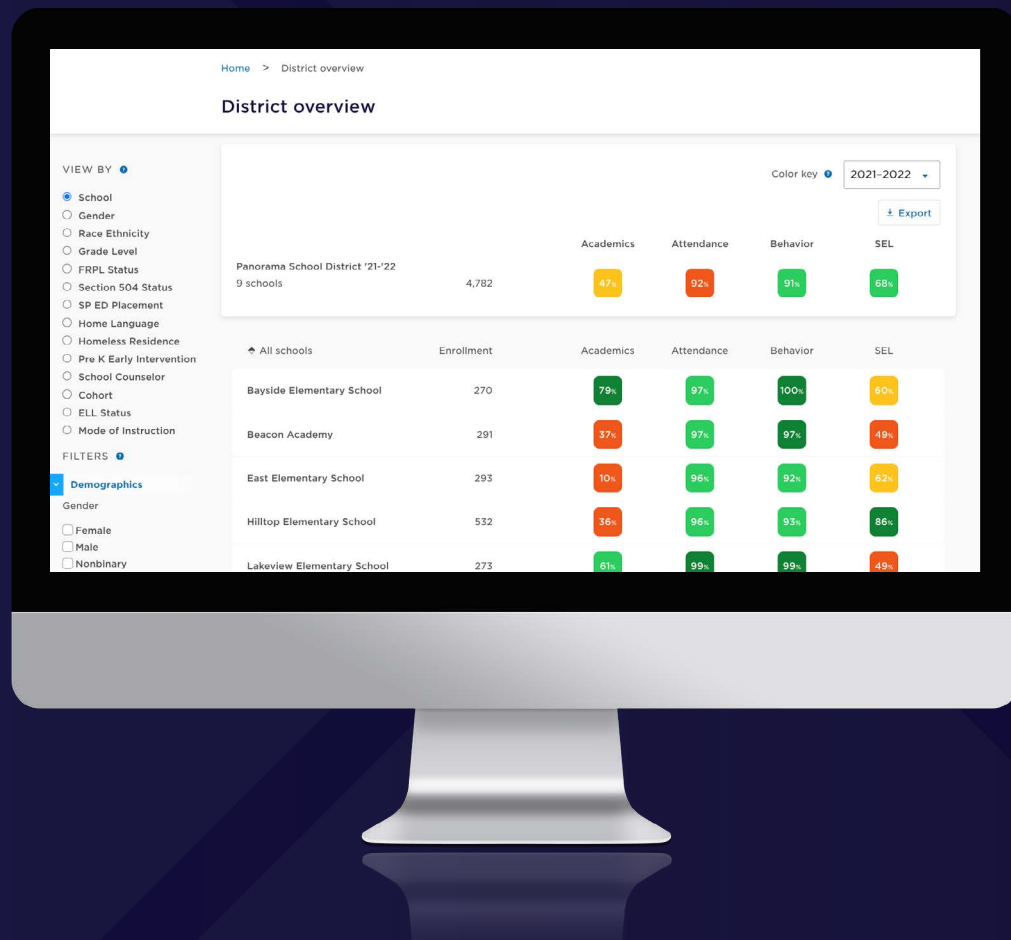 Home > District overview
District overview
VIEW BY ?
School
Gender
Race Ethnicity
Grade Level
FRPL Status
Section 504 Status
SP ED Placement
Home Language
Homeless Residence
Pre K Early Intervention
School Counselor
Cohort
ELL Status
Mode of Instruction
FILTERS ?
Demographics
Gender
Female
Male
Nonbinary
Color key ? 2021-2022
Export
Academics Attendance Behavior SEL
Panorama School District '21-'22
9 schools 4,782 47% 92% 91% 68%
All schools Enrollment Academics Attendance Behavior SEL
Bayside Elementary School 270 79% 97% 100% 60%
Beacon Academy 291 37% 97% 97% 49%
East Elementary School 293 10% 96% 92% 62%
Hilltop Elementary School 532 36% 96% 93% 86%
Lakeview Elementary School 273 61% 99% 99% 49%